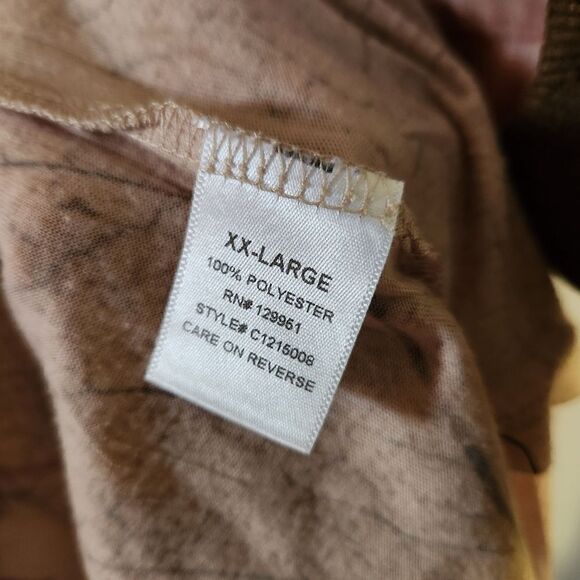 XX-LARGE
100% POLYESTER
RN# 129951
STYLE# C1215008
CARE ON REVERSE